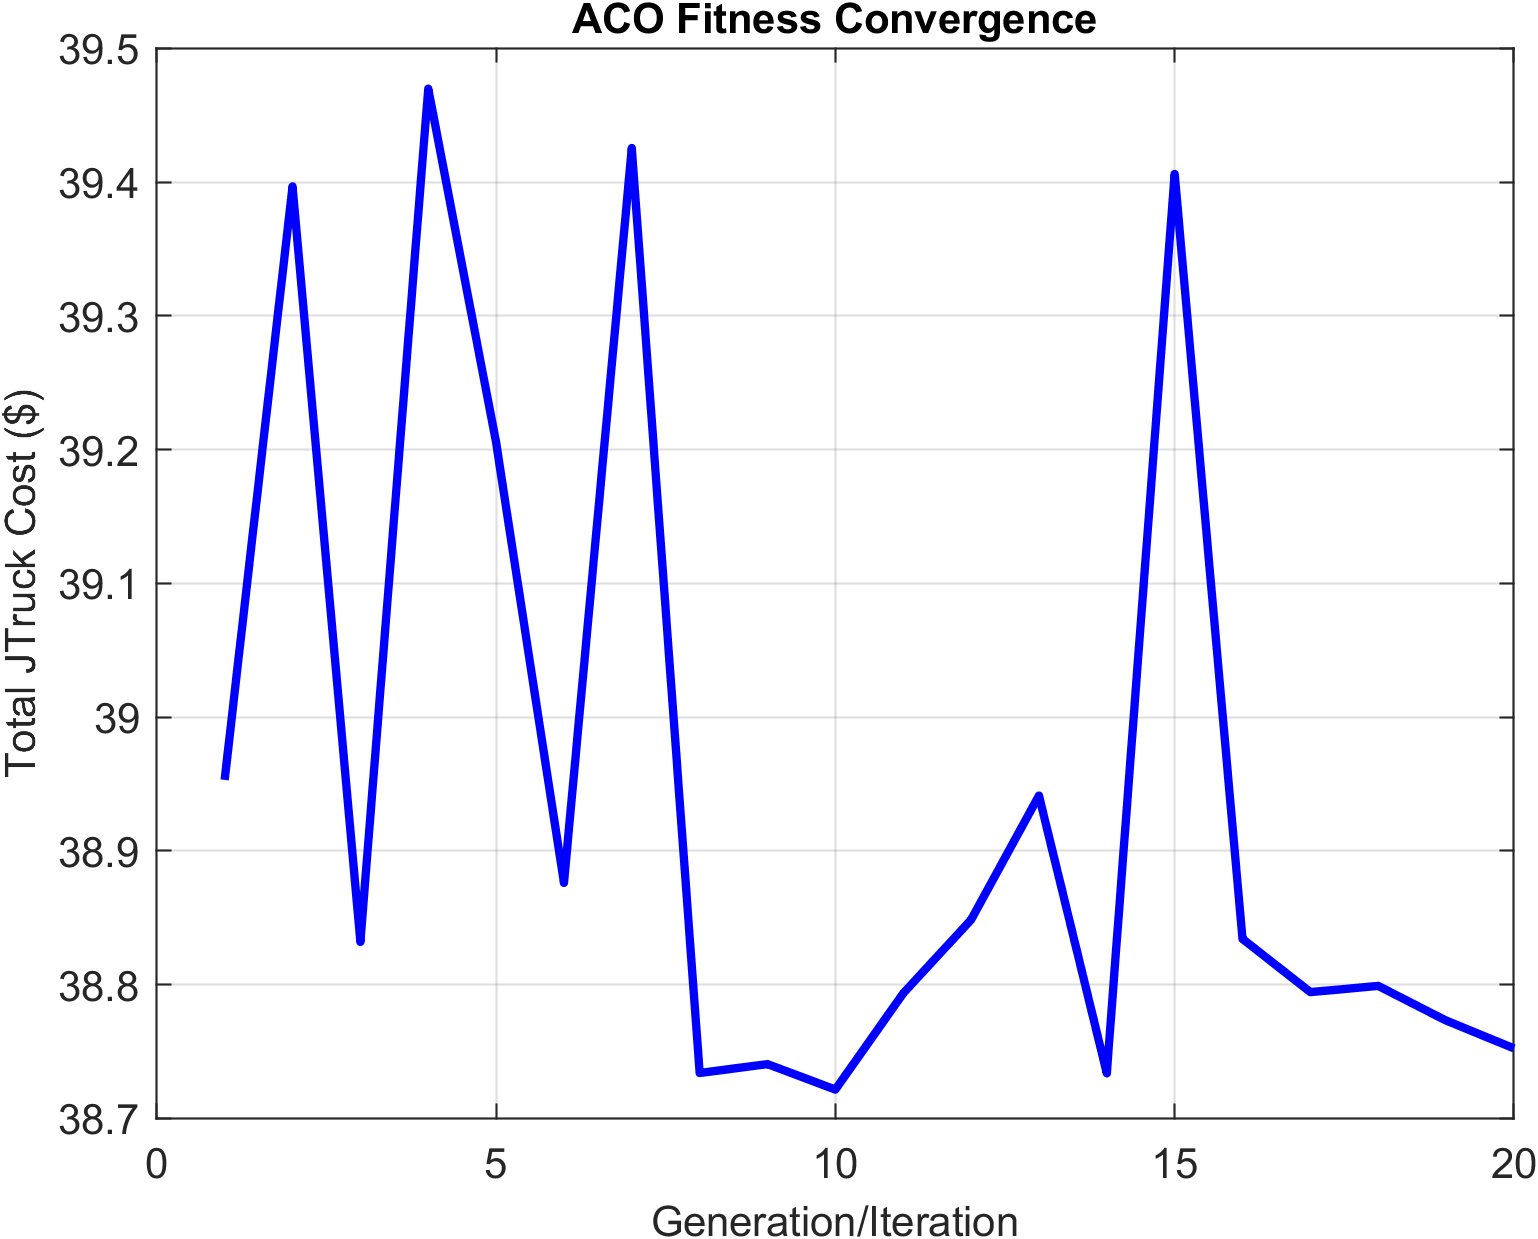 ACO Fitness Convergence
39.5
39.4
39.3
39.2
39.1
39
38.9
38.8
38.7
Total JTruck Cost ($)
0 5 10 15 20
Generation/Iteration